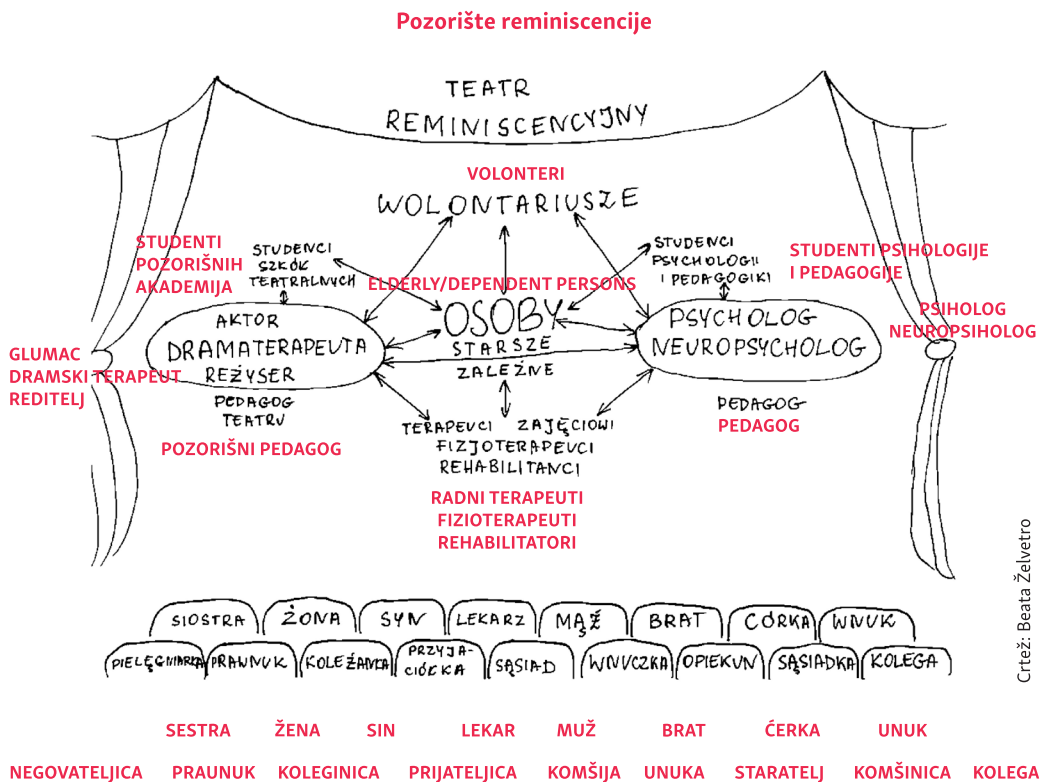 Pozorište reminiscencije
TEATR
REMINISCENCYJNY
VOLONTERI
WOLONTARIUSZE
STUDENTI
POZORIŠNIH
AKADEMIJA
STUDENCI
SZKÓŁ
TEATRALNYCH
STUDENCI
PSYCHOLOGII
I PEDAGOGIKI
STUDENTI PSIHOLOGIJE
I PEDAGOGIJE
ELDERLY/DEPENDENT PERSONS
OSOBY
STARSZE
ZALEŻNE
AKTOR
DRAMATERAPEUTA
REŻYSER
PSYCHOLOG
NEUROPSYCHOLOG
PSIHOLOG
NEUROPSIHOLOG
GLUMAC
DRAMSKI TERAPEUT
REDITELJ
PEDAGOG
TEATRU
POZORIŠNI PEDAGOG
PEDAGOG
PEDAGOG
TERAPEUCI ZAJĘCIOWI
FIZJOTERAPEUCI
REHABILITANCI
RADNI TERAPEUTI
FIZIOTERAPEUTI
REHABILITATORI
Crtež: Beata Želvetro
SIOSTRA ŻONA SYN LEKARZ MĄŻ BRAT CÓRKA WNUK
PIELĘGNIARKA PRAWNUK KOLEŻANKA PRZYJA-CIÓŁKA SĄSIAD WNUCZKA OPIEKUN SĄSIADKA KOLEGA
SESTRA ŽENA SIN LEKAR MUŽ BRAT ĆERKA UNUK
NEGOVATELJICA PRAUNUK KOLEGINICA PRIJATELJICA KOMŠIJA UNUKA STARATELJ KOMŠINICA KOLEGA